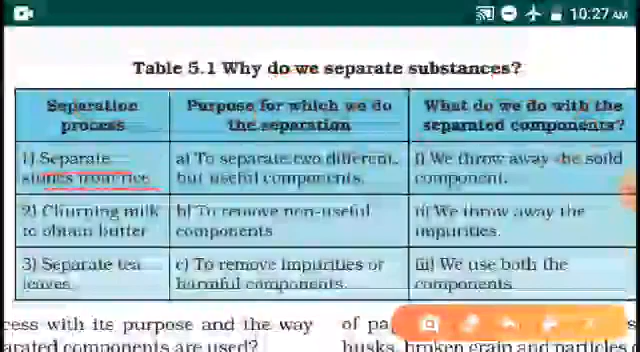 10:27 AM
Table 5.1 Why do we separate substances?
Separation process
Purpose for which we do the separation
What do we do with the separated components?
1) Separate stones from rice
a) To separate two different, but useful components.
i) We throw away the solid component.
2) Churning milk to obtain butter
b) To remove non-useful components
ii) We throw away the impurities.
3) Separate tea leaves
c) To remove impurities or harmful components.
iii) We use both the components
cess with its purpose and the way
arated components are used?
of pa
husks, broken grain and particles